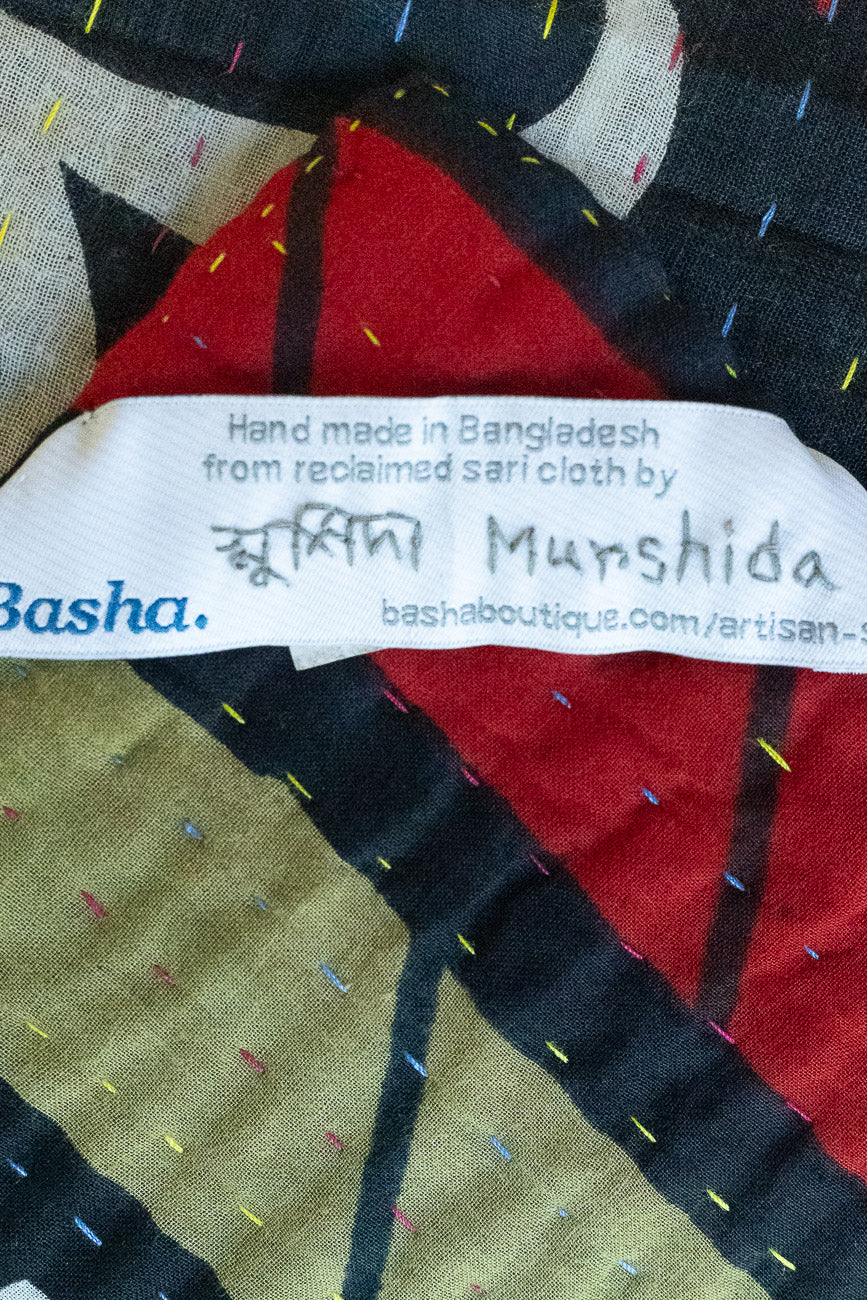 Hand made in Bangladesh
from reclaimed sari cloth by
মুর্শিদা Murshida
Basha.
bashaboutique.com/artisan-s